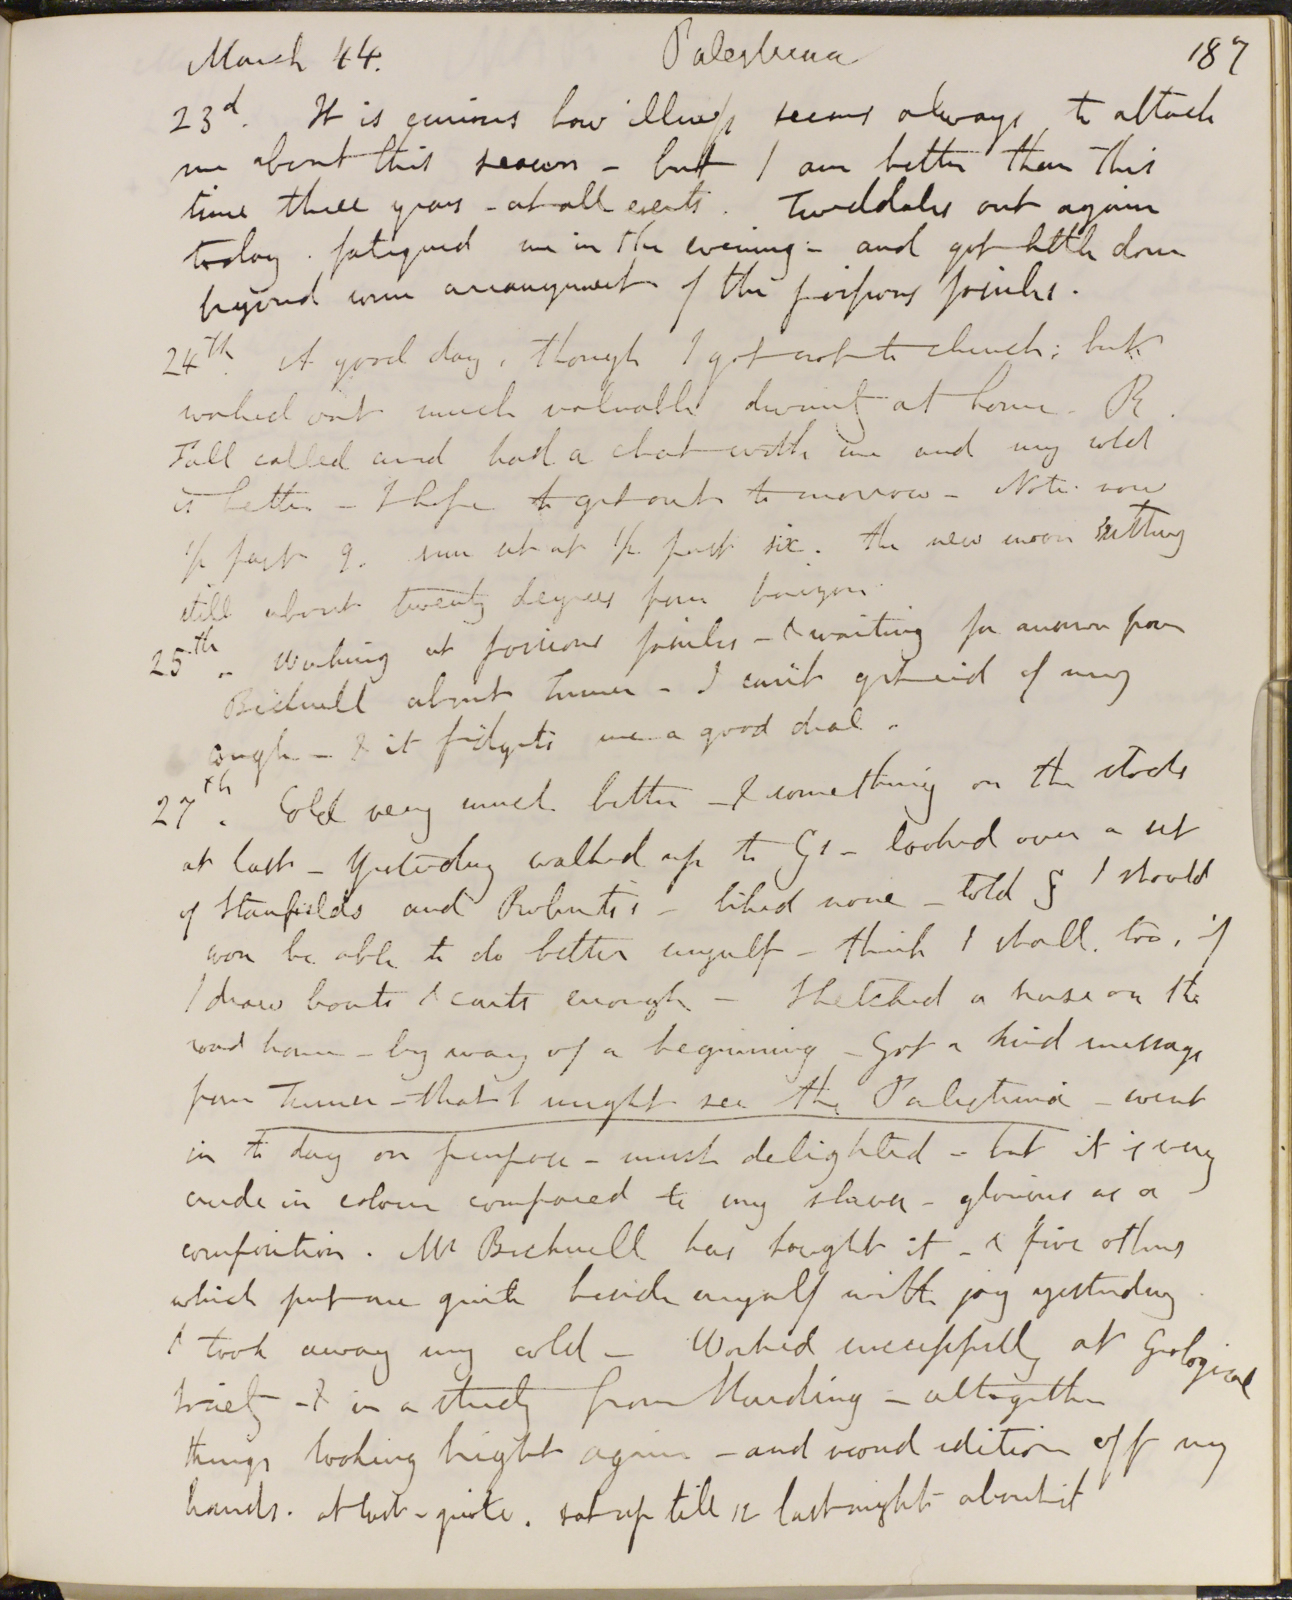 March 44. Palestrina 187
23d. It is curious how illness seems always to attack
me about this season - but I am better than this
time three years - at all events. Tweddales out again
today. fatigued me in the evening - and got little done
beyond some arrangement of the porifrous fossils.
24th. A good day, though I got not to church; but
worked out much valuable divinity at home. R.
Fall called and had a chat with me and my cold
is better - I hope to get out to morrow - Note. now
½ past 9. sun set at ½ past six. the new moon setting
still about twenty degrees from horizon.
25th. Working at fossils - & waiting for answer from
Bicknell about Turner - I can't get rid of my
cough - & it fidgets me a good deal.
27th. Cold very much better - & something on the stocks
at last - Yesterday walked up to Gs - looked over a set
of Stanfields and Roberts's - liked none - told G I should
soon be able to do better myself - think I shall. too, if
I draw boats & carts enough - Sketched a horse on the
road home - by way of a beginning - Got a kind message
from Turner - that I might see the Palestrina - went
in to day on purpose - much delighted - but it is very
crude in colour compared to my slaver - glorious as a
composition. Mr Bicknell has bought it - & five others
which put me quite beside myself with joy yesterday
& took away my cold - Worked successfully at Geological
Society - & in a study from Harding - altogether
things looking bright again - and second edition off my
hands. at last - quite. sat up till 12 last night about it